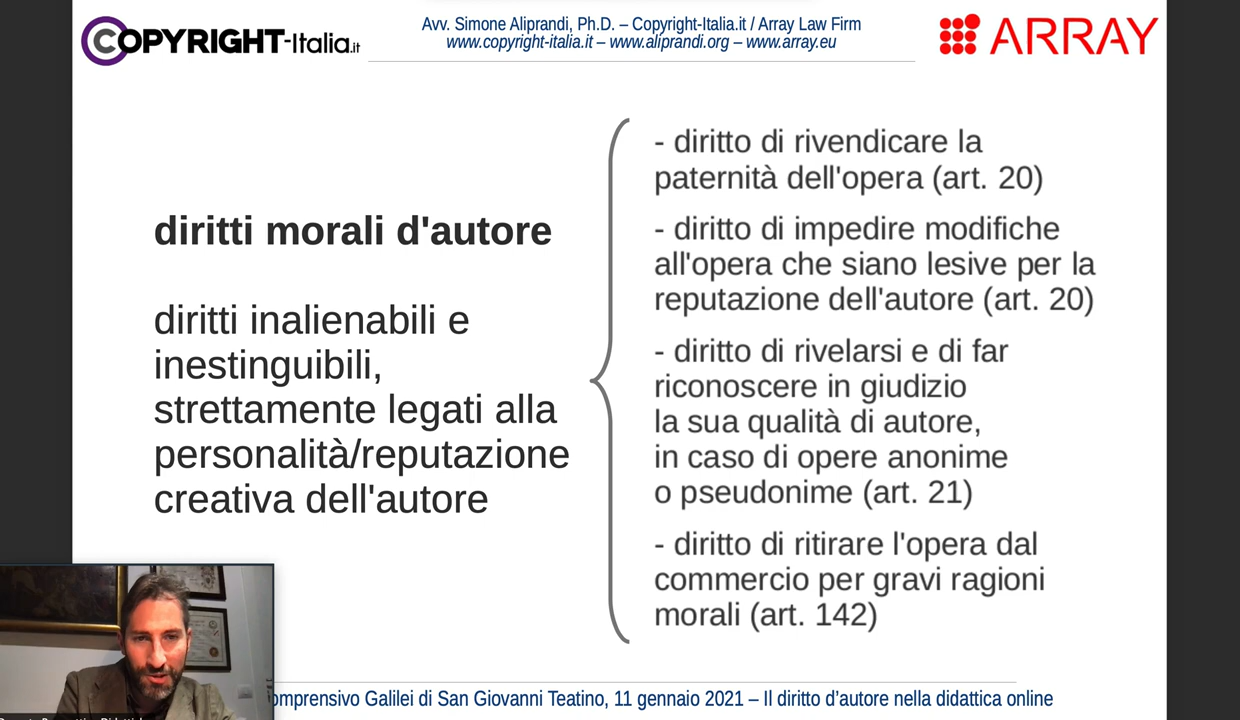 COPYRIGHT-Italia.it
Avv. Simone Aliprandi, Ph.D. – Copyright-Italia.it / Array Law Firm
www.copyright-italia.it – www.aliprandi.org – www.array.eu
ARRAY
diritti morali d'autore
diritti inalienabili e
inestinguibili,
strettamente legati alla
personalità/reputazione
creativa dell'autore
- diritto di rivendicare la
paternità dell'opera (art. 20)
- diritto di impedire modifiche
all'opera che siano lesive per la
reputazione dell'autore (art. 20)
- diritto di rivelarsi e di far
riconoscere in giudizio
la sua qualità di autore,
in caso di opere anonime
o pseudonime (art. 21)
- diritto di ritirare l'opera dal
commercio per gravi ragioni
morali (art. 142)
omprensivo Galilei di San Giovanni Teatino, 11 gennaio 2021 – Il diritto d’autore nella didattica online